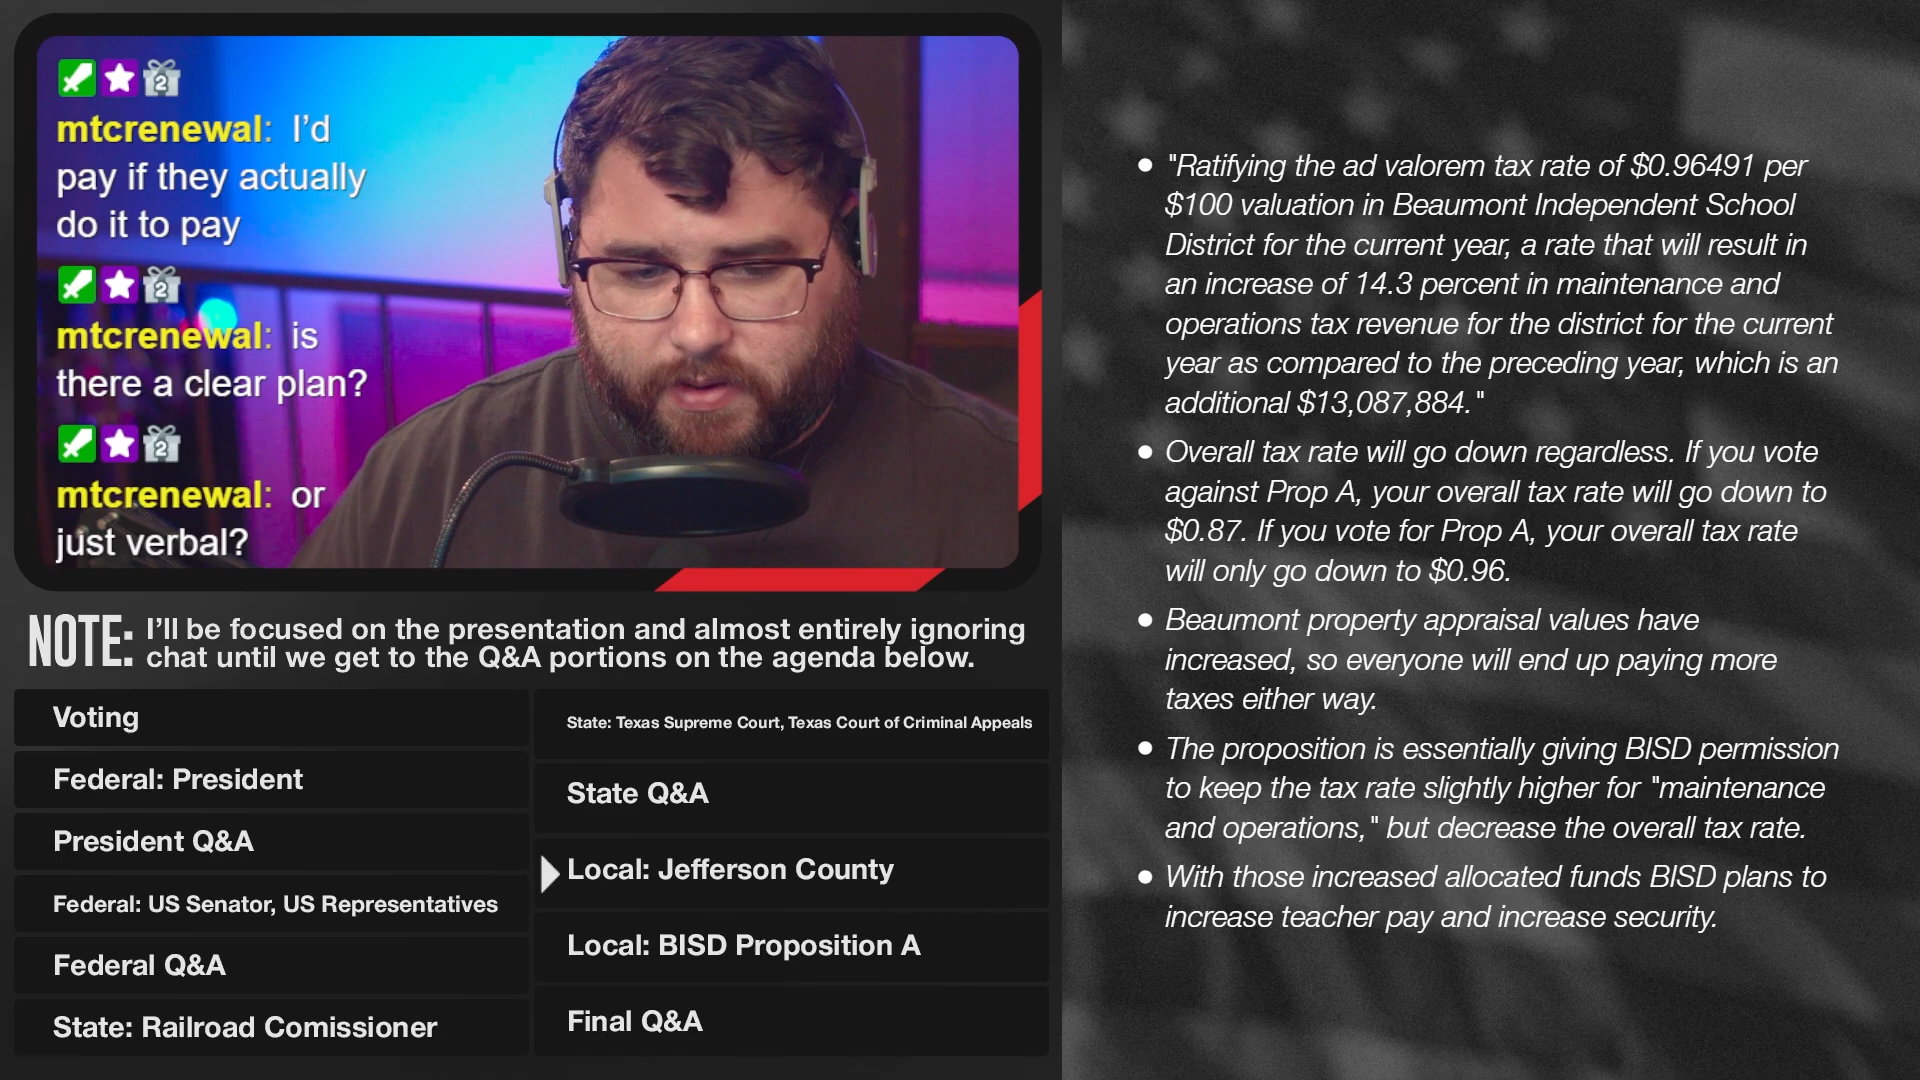 2
mtcrenewal: I'd
pay if they actually
do it to pay
2
mtcrenewal: is
there a clear plan?
2
mtcrenewal: or
just verbal?
NOTE: I'll be focused on the presentation and almost entirely ignoring
chat until we get to the Q&A portions on the agenda below.
Voting
Federal: President
President Q&A
Federal: US Senator, US Representatives
Federal Q&A
State: Railroad Comissioner
State: Texas Supreme Court, Texas Court of Criminal Appeals
State Q&A
Local: Jefferson County
Local: BISD Proposition A
Final Q&A
• "Ratifying the ad valorem tax rate of $0.96491 per
$100 valuation in Beaumont Independent School
District for the current year, a rate that will result in
an increase of 14.3 percent in maintenance and
operations tax revenue for the district for the current
year as compared to the preceding year, which is an
additional $13,087,884."
• Overall tax rate will go down regardless. If you vote
against Prop A, your overall tax rate will go down to
$0.87. If you vote for Prop A, your overall tax rate
will only go down to $0.96.
• Beaumont property appraisal values have
increased, so everyone will end up paying more
taxes either way.
• The proposition is essentially giving BISD permission
to keep the tax rate slightly higher for "maintenance
and operations," but decrease the overall tax rate.
• With those increased allocated funds BISD plans to
increase teacher pay and increase security.